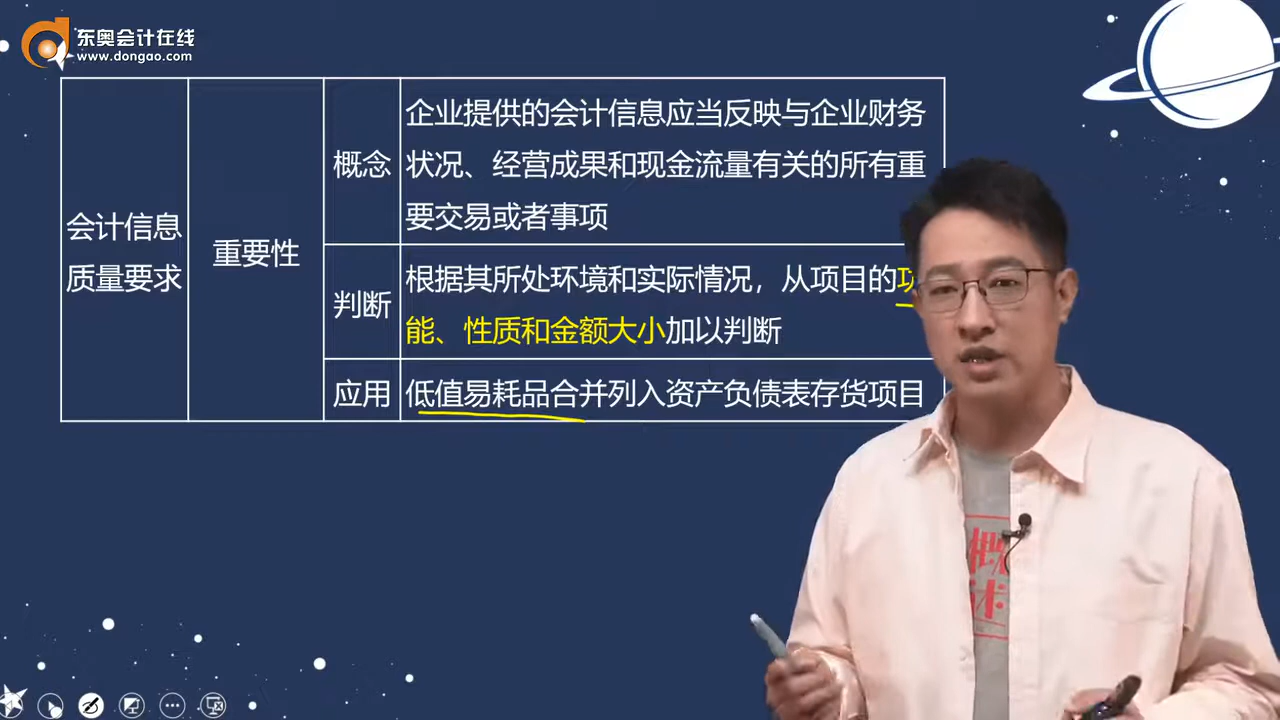 东奥会计在线
www.dongao.com
会计信息
质量要求
重要性
概念
企业提供的会计信息应当反映与企业财务
状况、经营成果和现金流量有关的所有重
要交易或者事项
判断
根据其所处环境和实际情况，从项目的功
能、性质和金额大小加以判断
应用
低值易耗品合并列入资产负债表存货项目